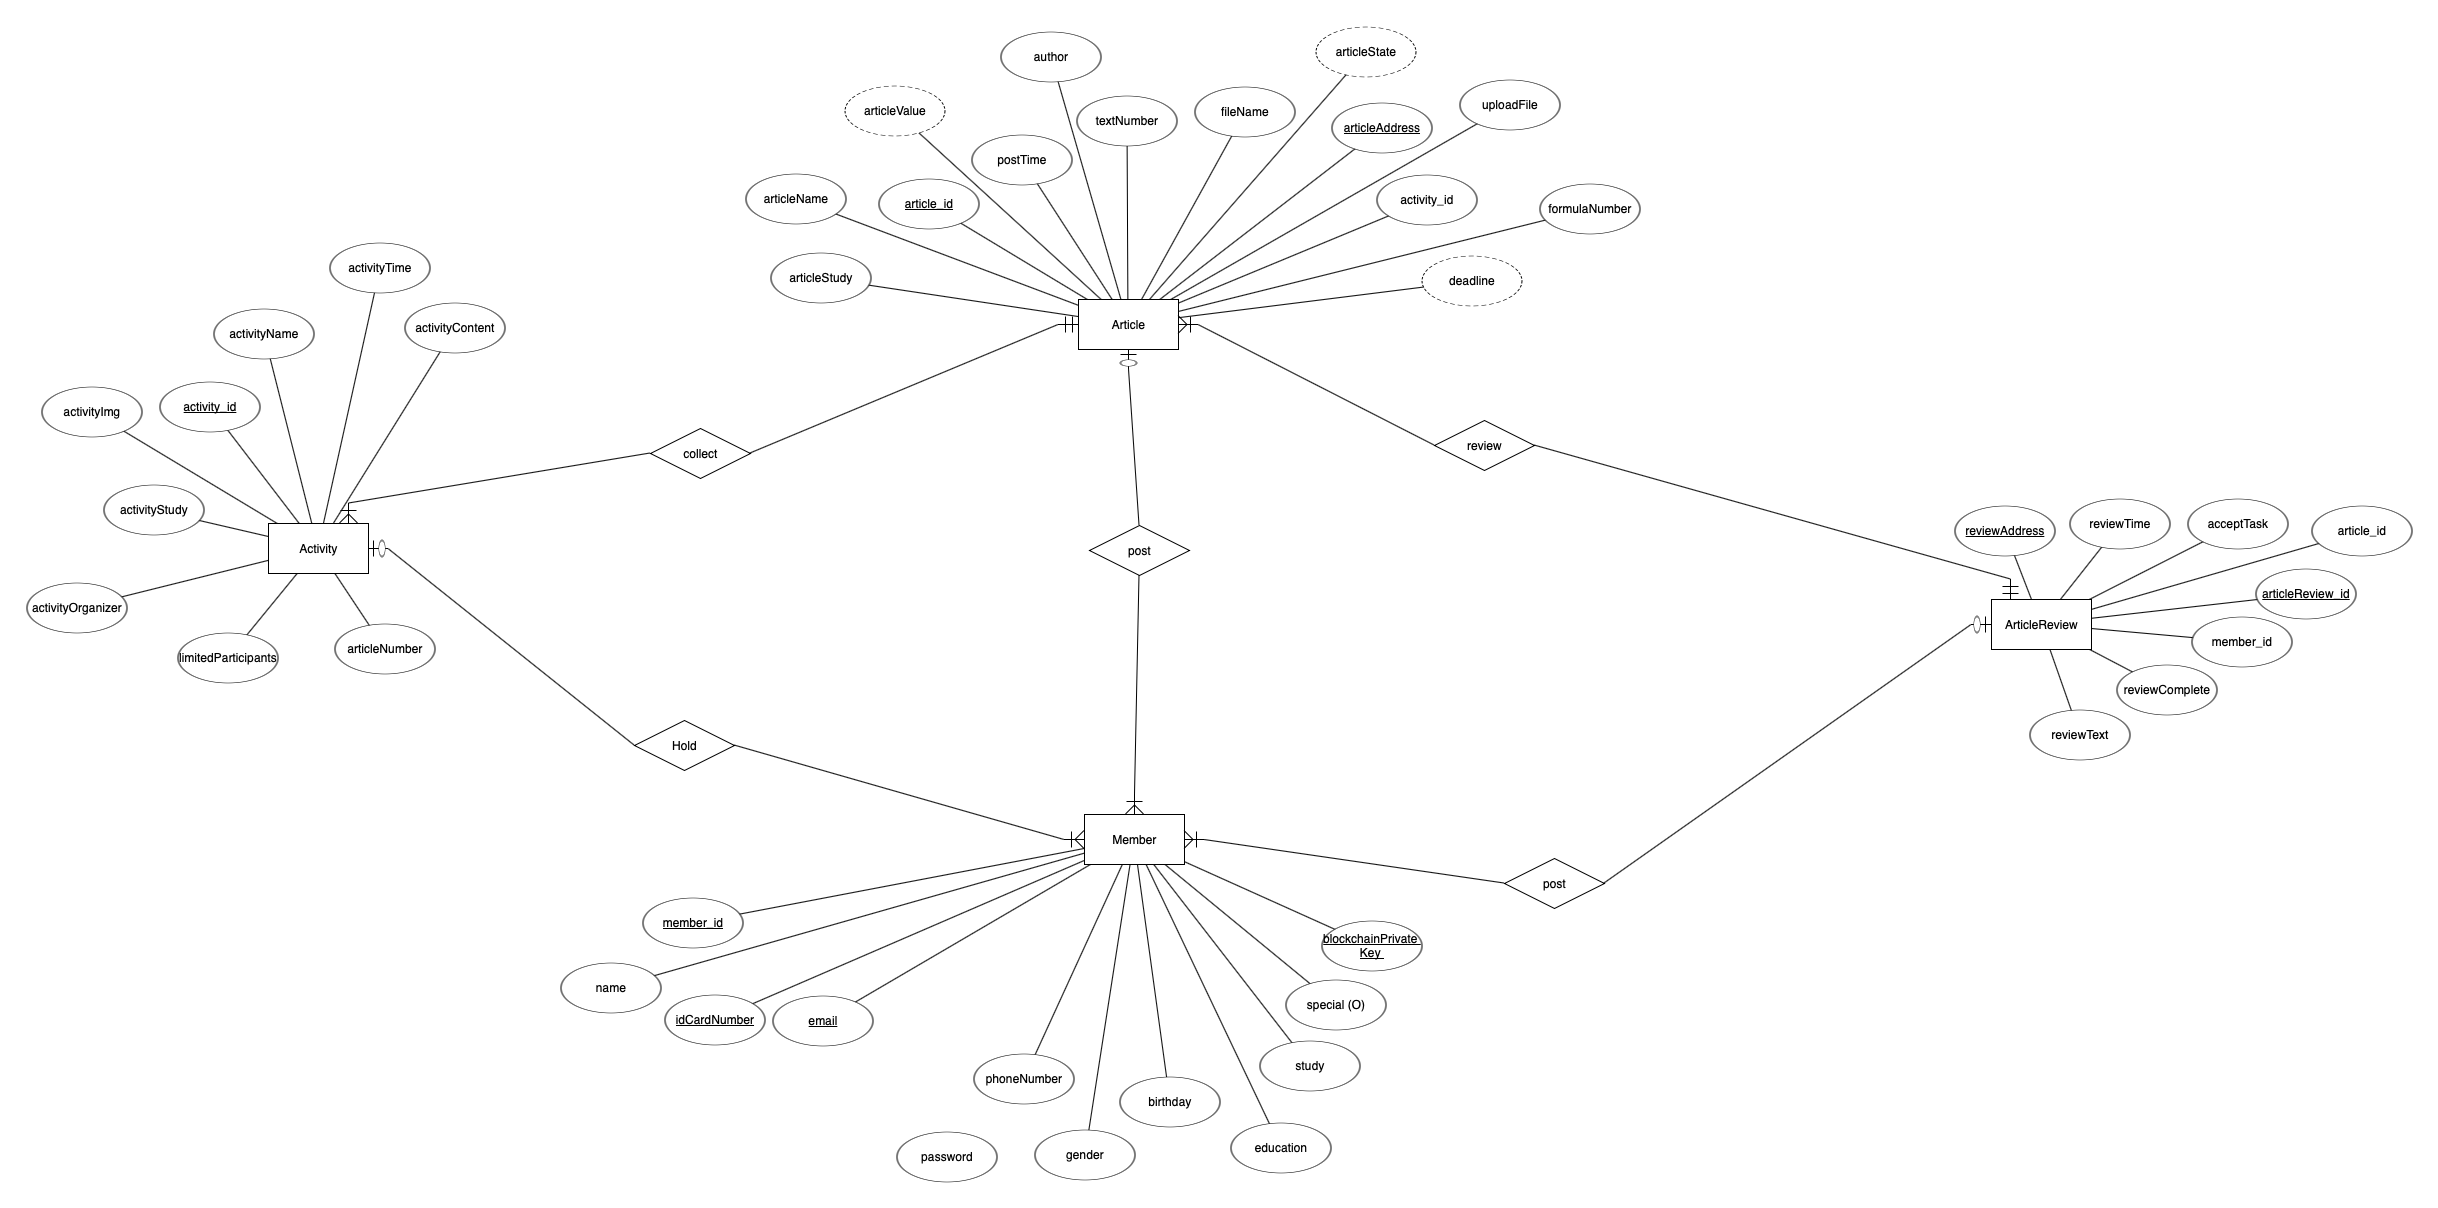 author
articleState
articleValue
textNumber
fileName
uploadFile
articleAddress
postTime
articleName
article_id
activity_id
formulaNumber
articleStudy
deadline
activityTime
Article
activityContent
activityName
activityImg
activity_id
collect
review
activityStudy
reviewAddress
reviewTime
acceptTask
article_id
Activity
post
articleReview_id
activityOrganizer
ArticleReview
member_id
limitedParticipants
articleNumber
reviewComplete
reviewText
Hold
Member
post
member_id
blockchainPrivate
Key
name
special (O)
idCardNumber
email
study
phoneNumber
birthday
education
password
gender